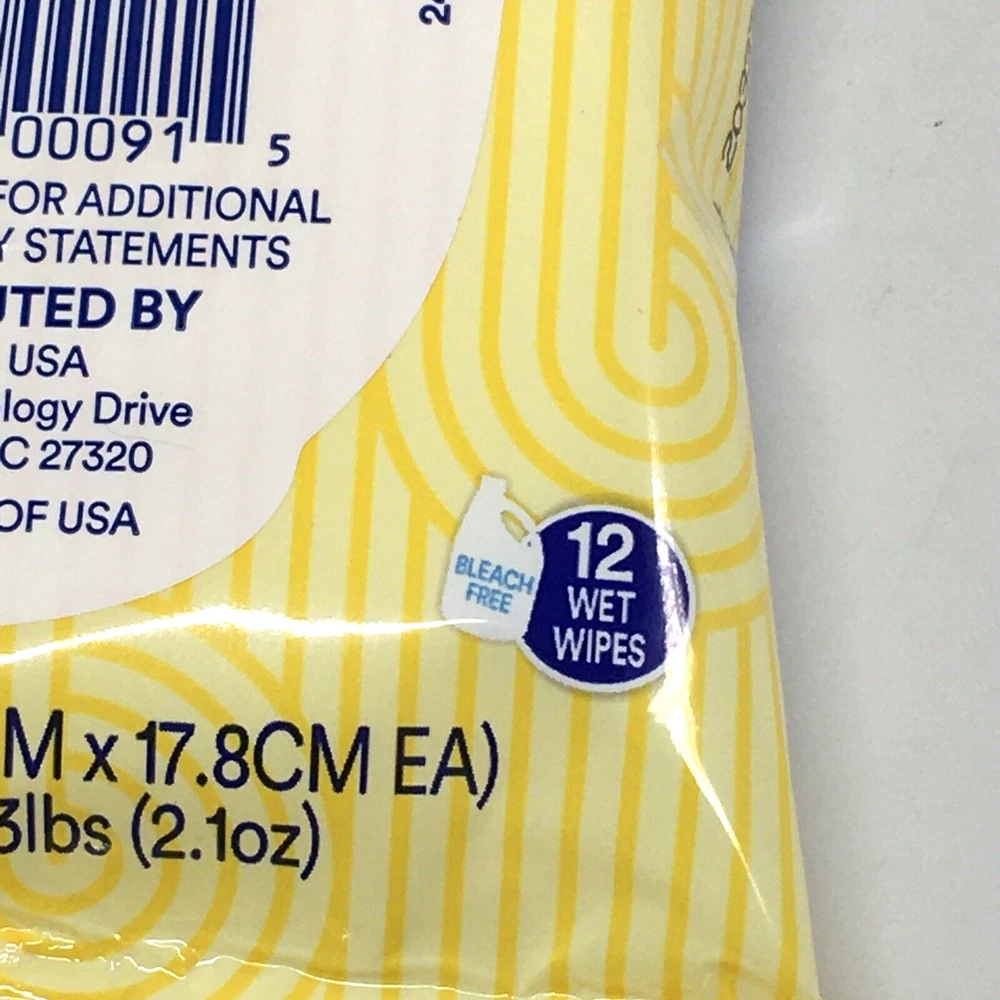 00091 5
FOR ADDITIONAL
Y STATEMENTS
UTED BY
USA
logy Drive
C 27320
OF USA
BLEACH
FREE
12
WET
WIPES
M x 17.8CM EA)
3lbs (2.1oz)